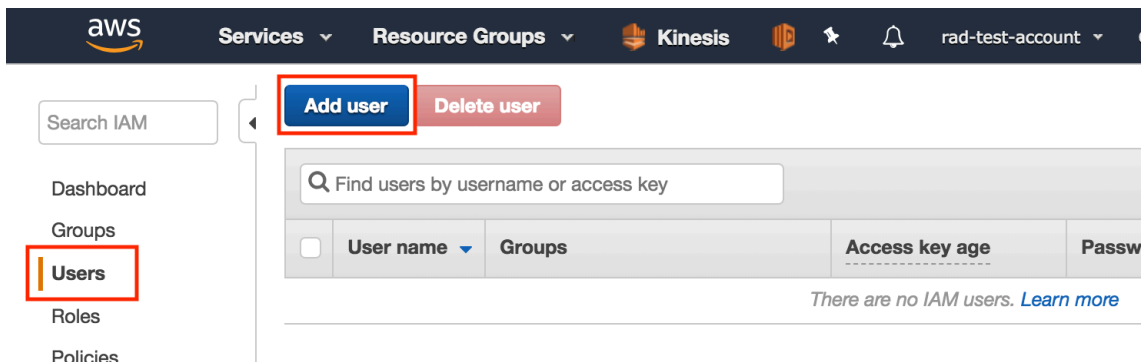 aws Services Resource Groups Kinesis rad-test-account
Search IAM
Add user Delete user
Dashboard
Groups
Users
Roles
Policies
Find users by username or access key
User name Groups Access key age Passw
There are no IAM users. Learn more